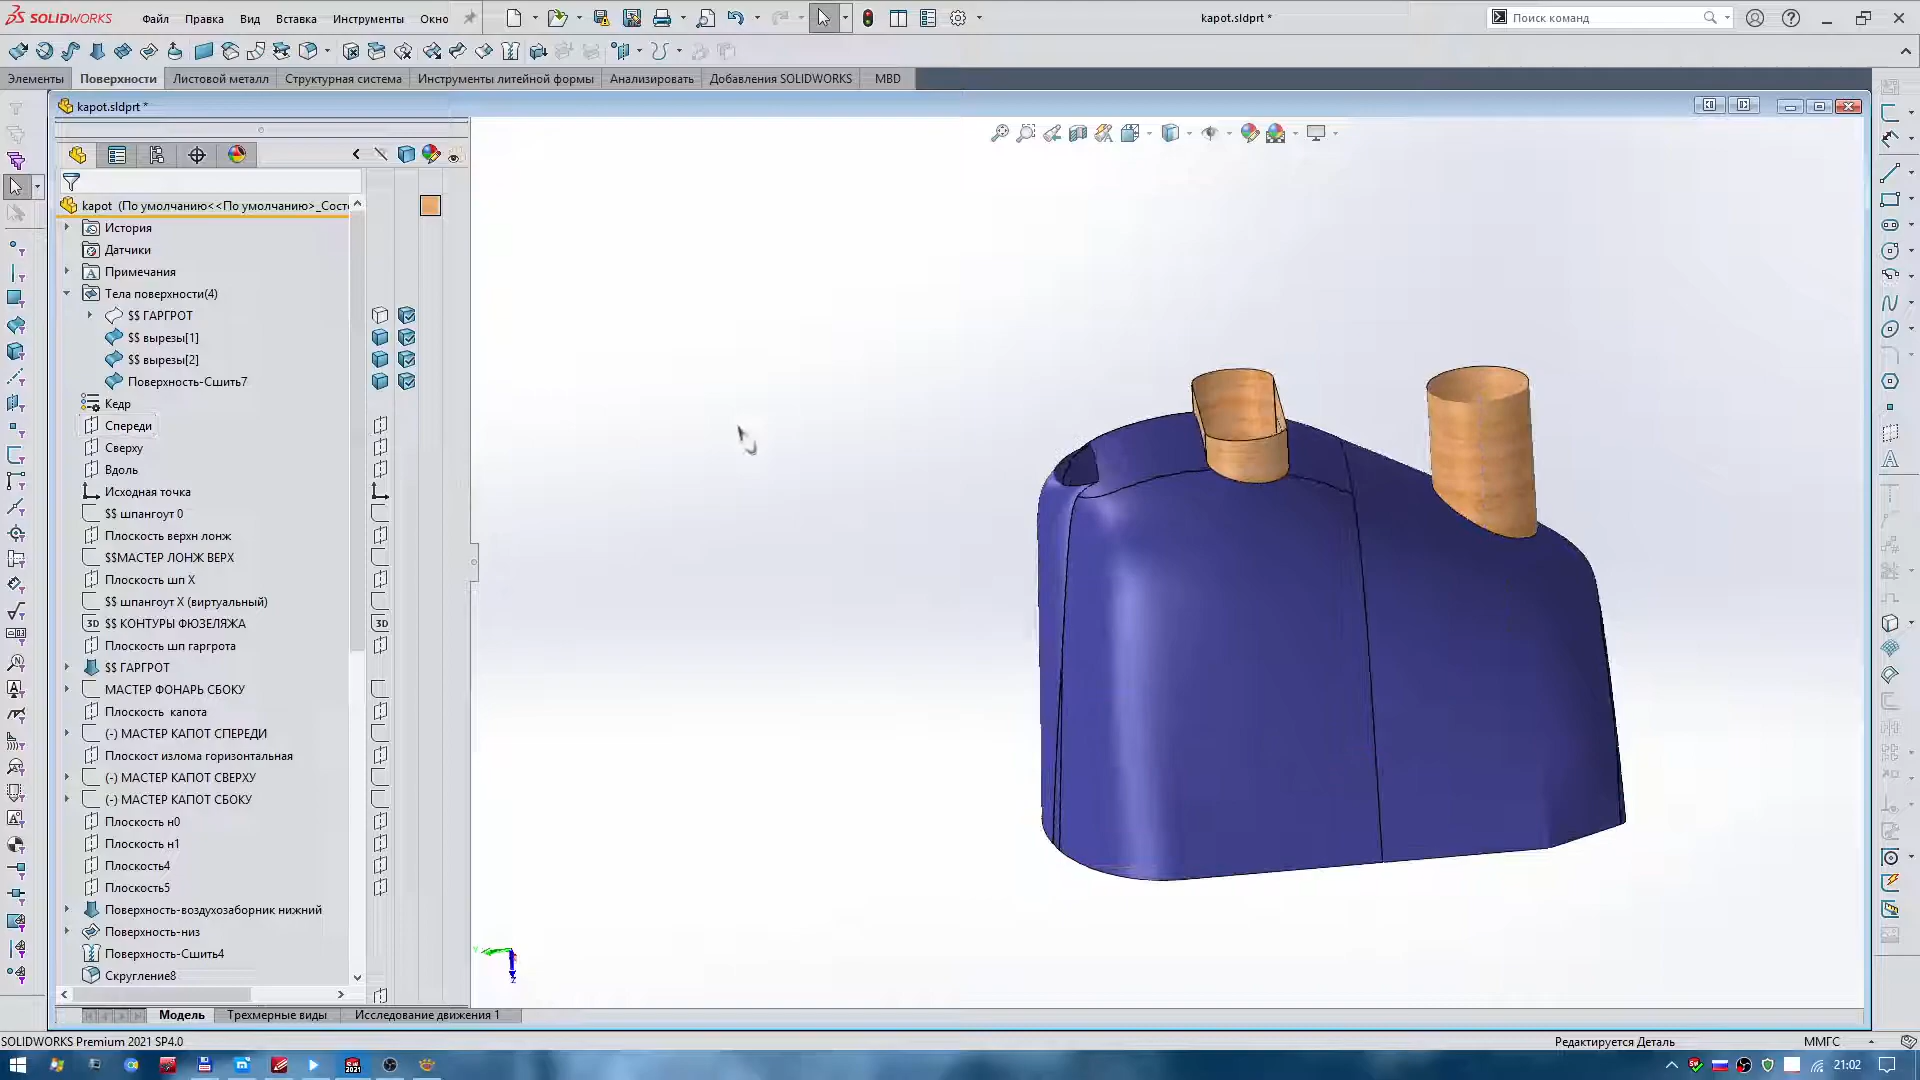 SOLIDWORKS
Файл
Правка
Вид
Вставка
Инструменты
Окно
kapot.sldprt *
Поиск команд
Элементы
Поверхности
Листовой металл
Структурная система
Инструменты литейной формы
Анализировать
Добавления SOLIDWORKS
MBD
kapot.sldprt *
kapot (По умолчанию<<По умолчанию>_Сост
История
Датчики
Примечания
Тела поверхности(4)
$$ ГАРГРОТ
$$ вырезы[1]
$$ вырезы[2]
Поверхность-Сшить7
Кедр
Спереди
Сверху
Вдоль
Исходная точка
$$ шпангоут 0
Плоскость верхн лонж
$$МАСТЕР ЛОНЖ ВЕРХ
Плоскость шп X
$$ шпангоут X (виртуальный)
3D $$ КОНТУРЫ ФЮЗЕЛЯЖА 3D
Плоскость шп гаргрота
$$ ГАРГРОТ
МАСТЕР ФОНАРЬ СБОКУ
Плоскость капота
(-) МАСТЕР КАПОТ СПЕРЕДИ
Плоскост излома горизонтальная
(-) МАСТЕР КАПОТ СВЕРХУ
(-) МАСТЕР КАПОТ СБОКУ
Плоскость н0
Плоскость н1
Плоскость4
Плоскость5
Поверхность-воздухозаборник нижний
Поверхность-низ
Поверхность-Сшить4
Скругление8
Модель
Трехмерные виды
Исследование движения 1
SOLIDWORKS Premium 2021 SP4.0
Редактируется Деталь
ММГС
21:02